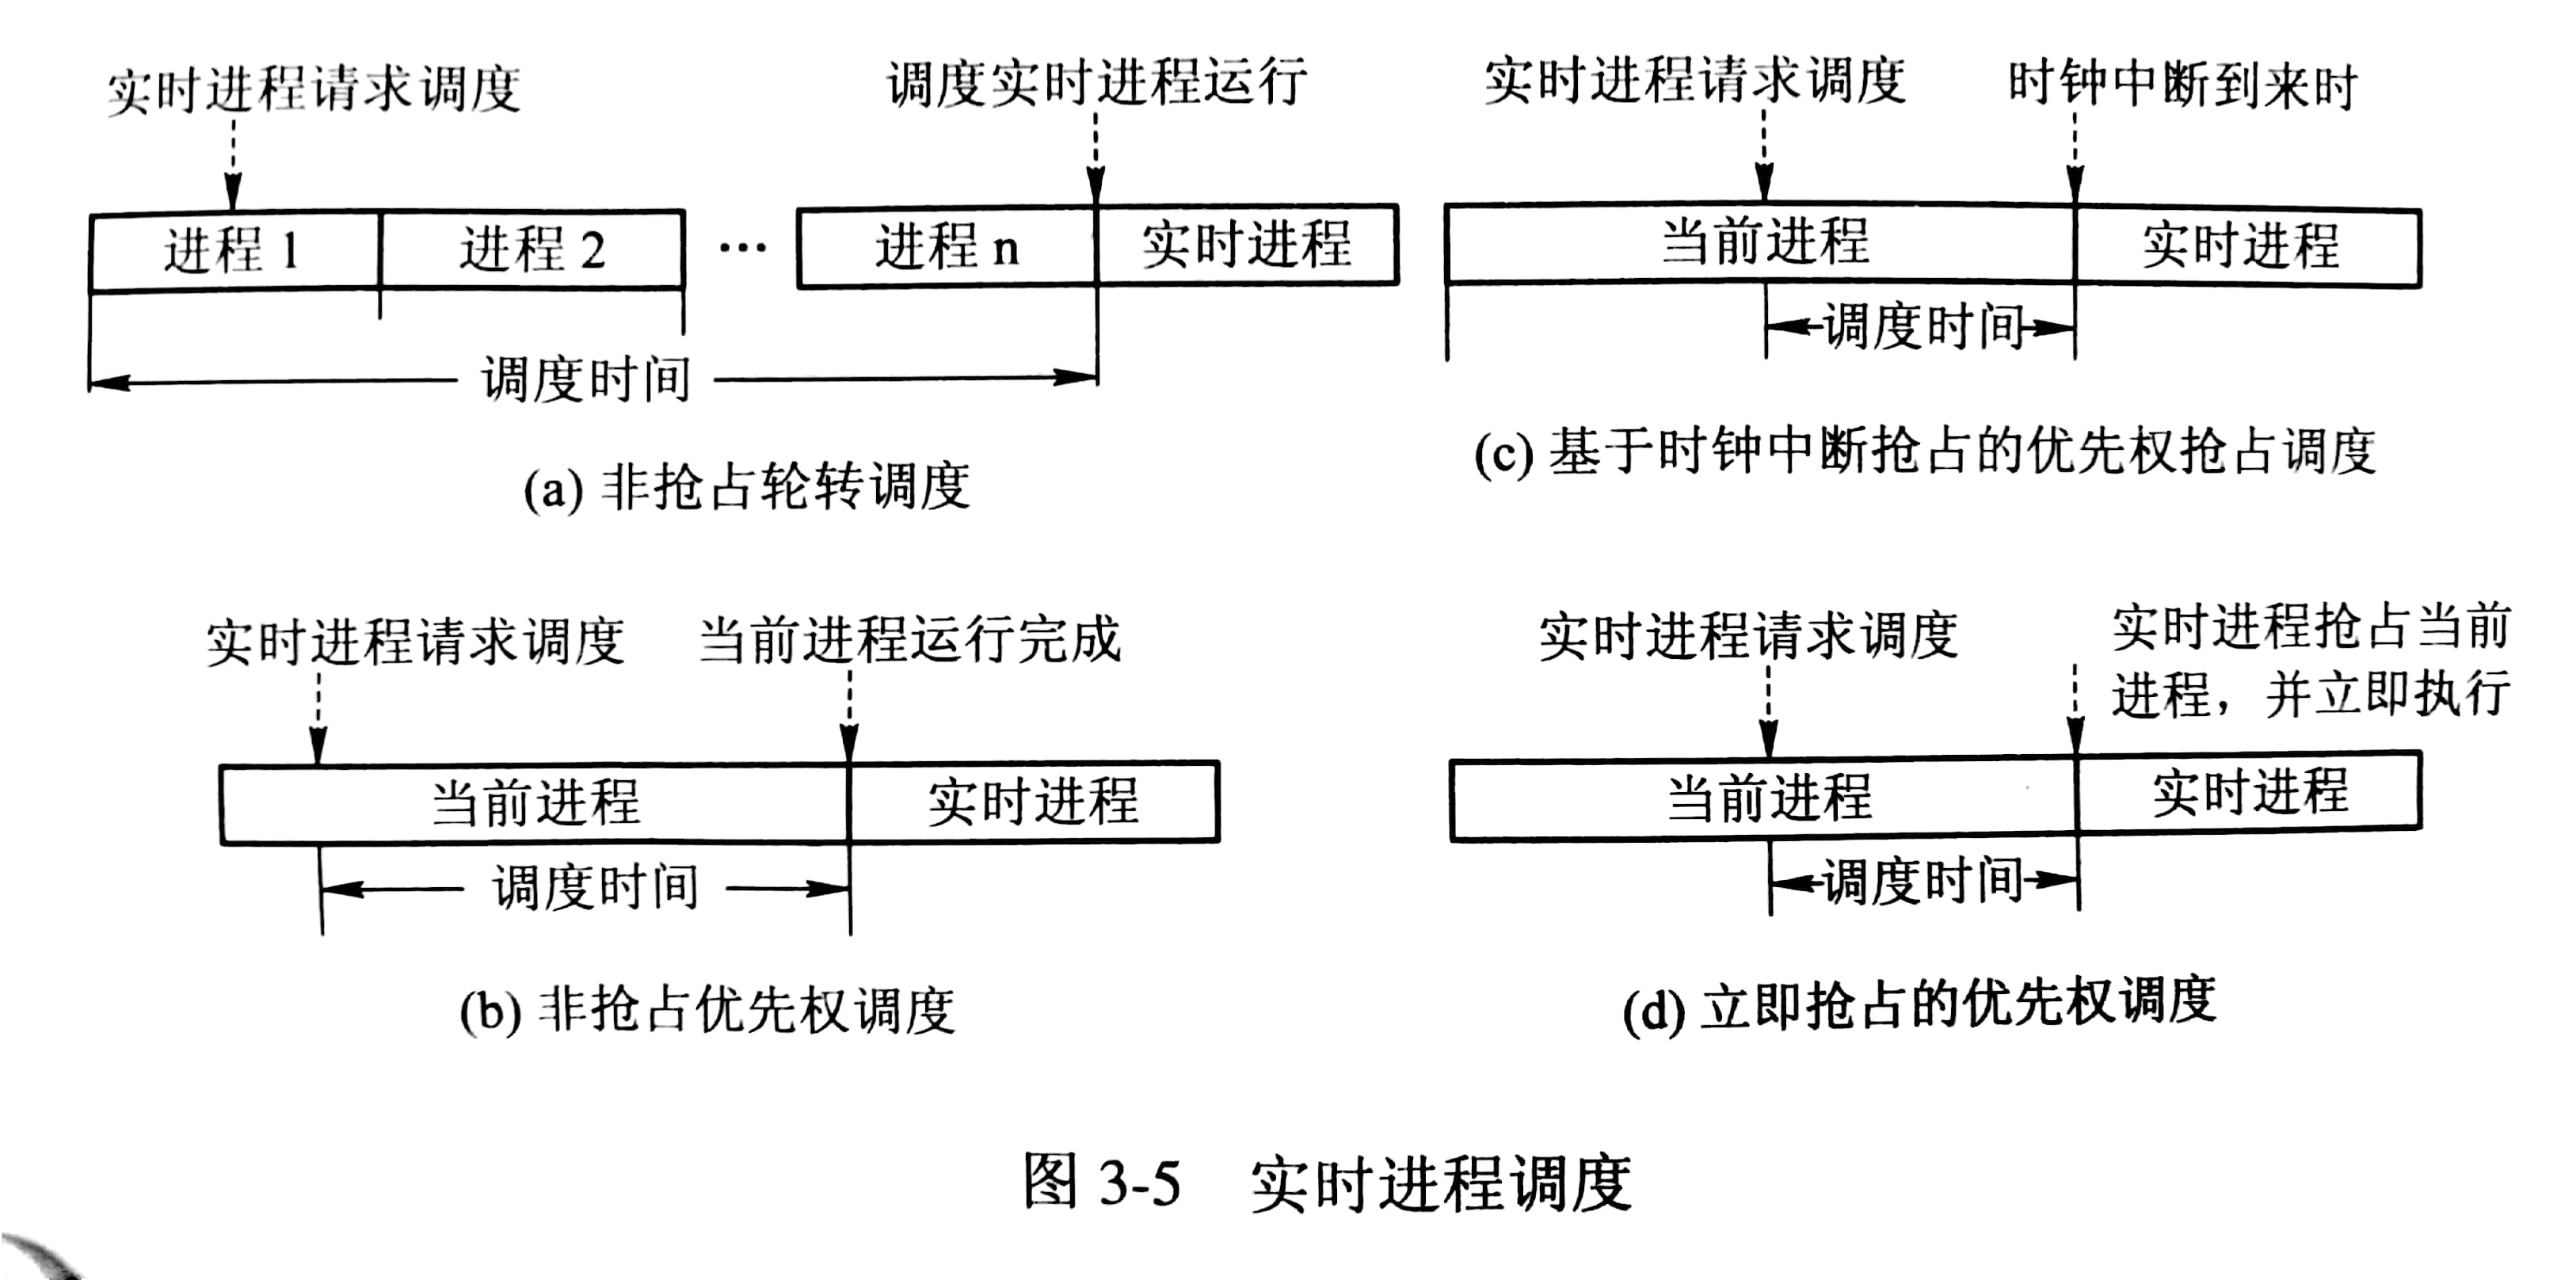 实时进程请求调度
调度实时进程运行
进程 1
进程 2
…
进程 n
实时进程
调度时间
(a) 非抢占轮转调度
实时进程请求调度
时钟中断到来时
当前进程
实时进程
调度时间
(c) 基于时钟中断抢占的优先权抢占调度
实时进程请求调度
当前进程运行完成
当前进程
实时进程
调度时间
(b) 非抢占优先权调度
实时进程请求调度
实时进程抢占当前
进程，并立即执行
当前进程
实时进程
调度时间
(d) 立即抢占的优先权调度
图 3-5 实时进程调度